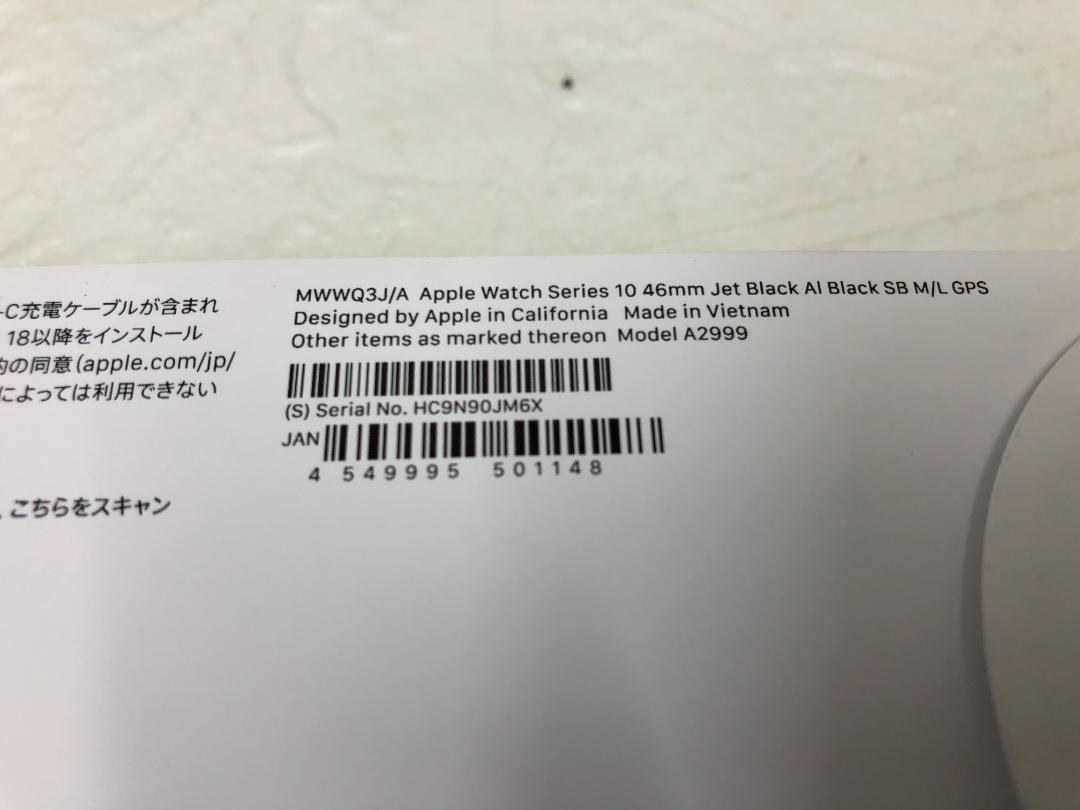 -C充電ケーブルが含まれ
18以降をインストール
の同意(apple.com/jp/
によっては利用できない
、こちらをスキャン
MWWQ3J/A Apple Watch Series 10 46mm Jet Black Al Black SB M/L GPS
Designed by Apple in California Made in Vietnam
Other items as marked thereon Model A2999
(S) Serial No. HC9N90JM6X
JAN
4 549995 501148